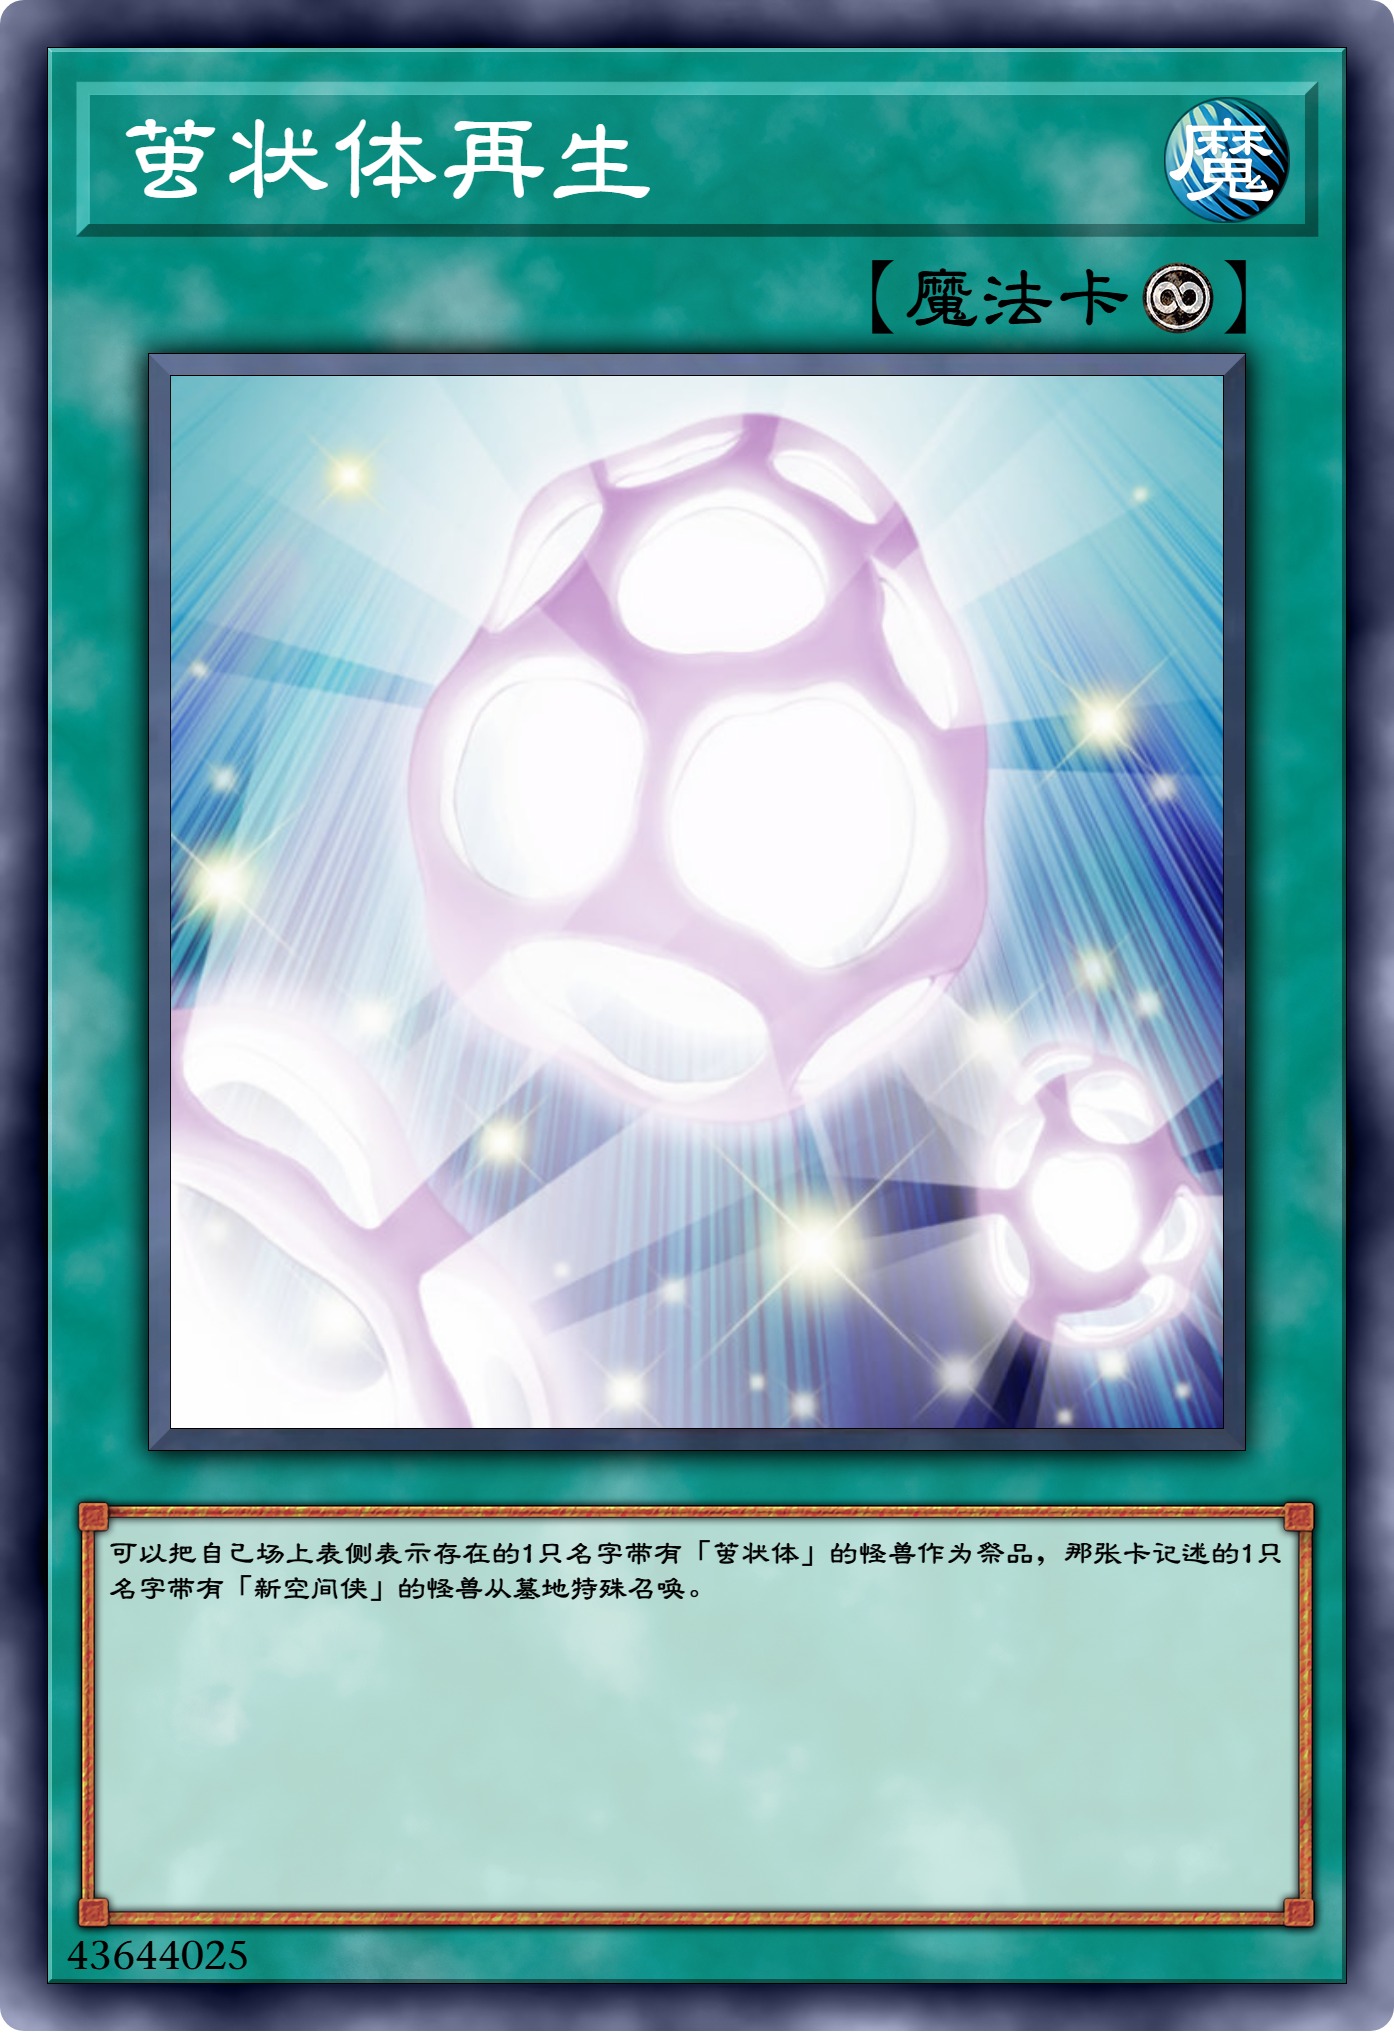 茧状体再生
魔
【魔法卡♾】
可以把自己场上表侧表示存在的1只名字带有「茧状体」的怪兽作为祭品，那张卡记述的1只
名字带有「新空间侠」的怪兽从墓地特殊召唤。
43644025